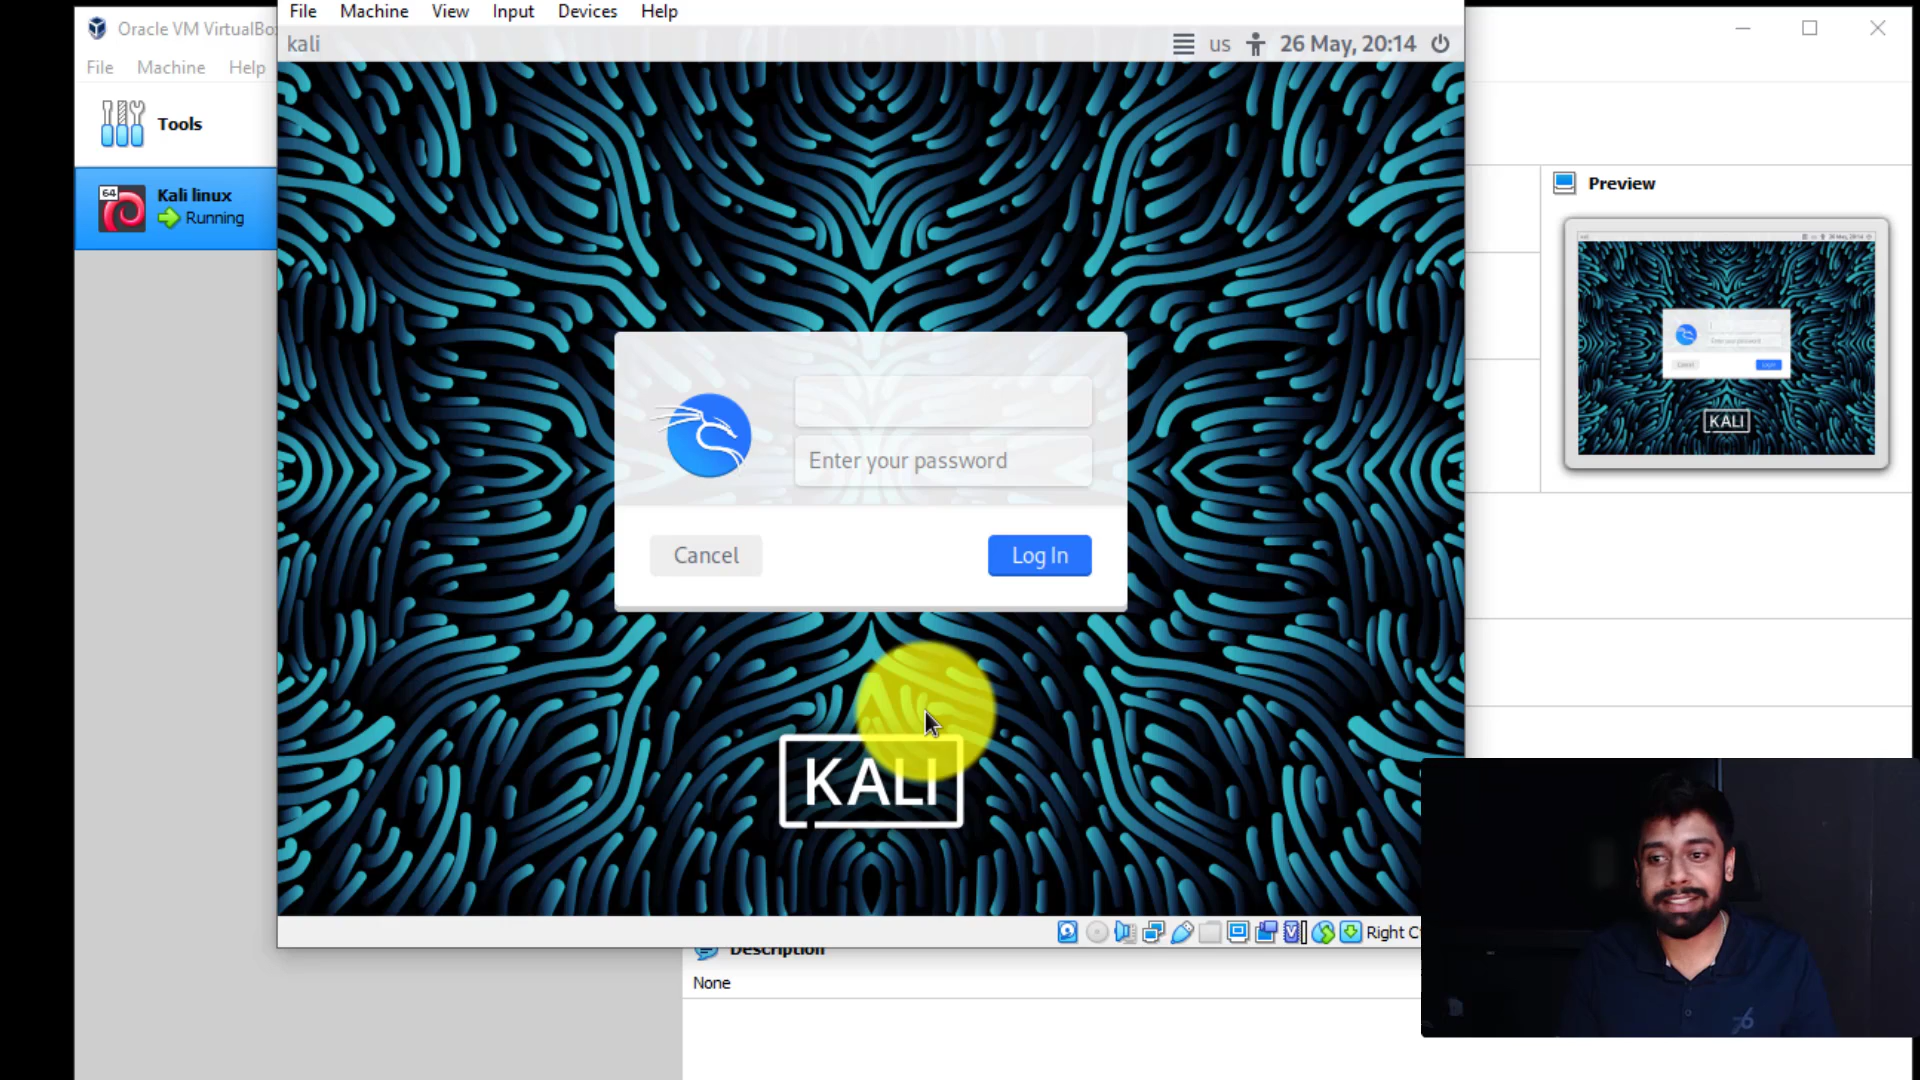 File Machine View Input Devices Help
Oracle VM VirtualBo
kali
us
26 May, 20:14
File Machine Help
Tools
64
Kali linux
Running
Preview
Enter your password
Cancel
Log In
KALI
KALI
Right C
Description
None